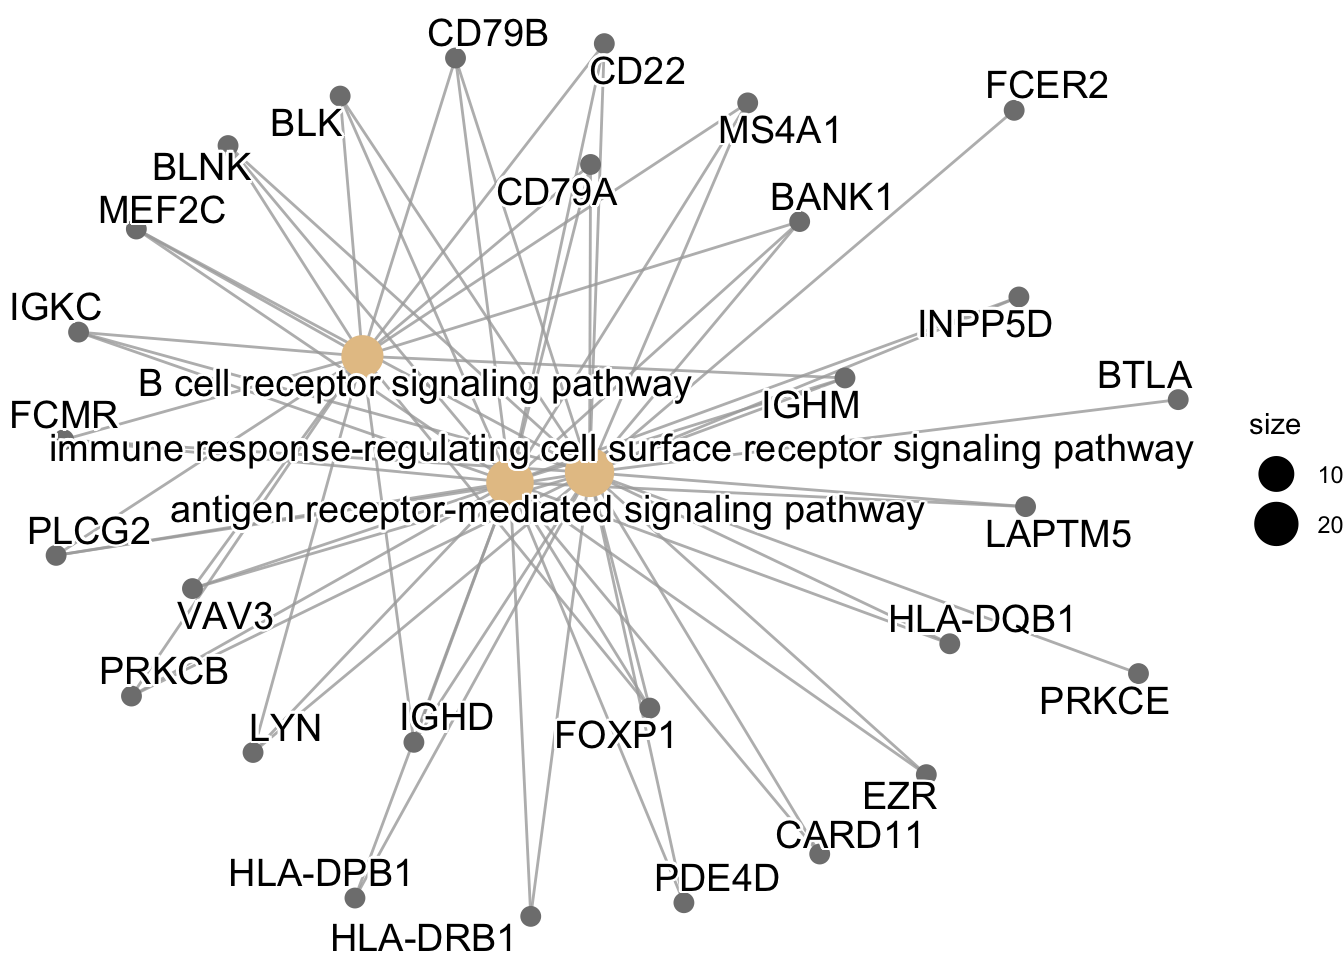 CD79B
CD22
FCER2
BLK
MS4A1
BLNK
CD79A
BANK1
MEF2C
IGKC
INPP5D
B cell receptor signaling pathway
BTLA
IGHM
FCMR
size
immune response-regulating cell surface receptor signaling pathway
10
antigen receptor-mediated signaling pathway
20
PLCG2
LAPTM5
VAV3
HLA-DQB1
PRKCB
PRKCE
LYN
IGHD
FOXP1
EZR
CARD11
HLA-DPB1
PDE4D
HLA-DRB1